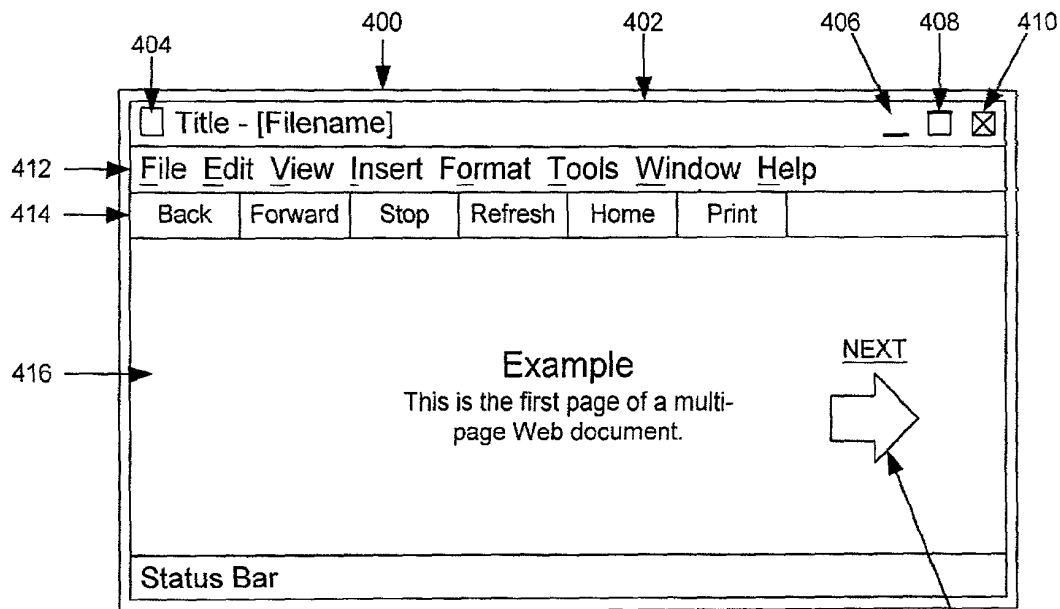 400 402 406 408 410
404
Title - [Filename]
412
File Edit View Insert Format Tools Window Help
414
Back Forward Stop Refresh Home Print
416
Example
NEXT
This is the first page of a multi-
page Web document.
Status Bar